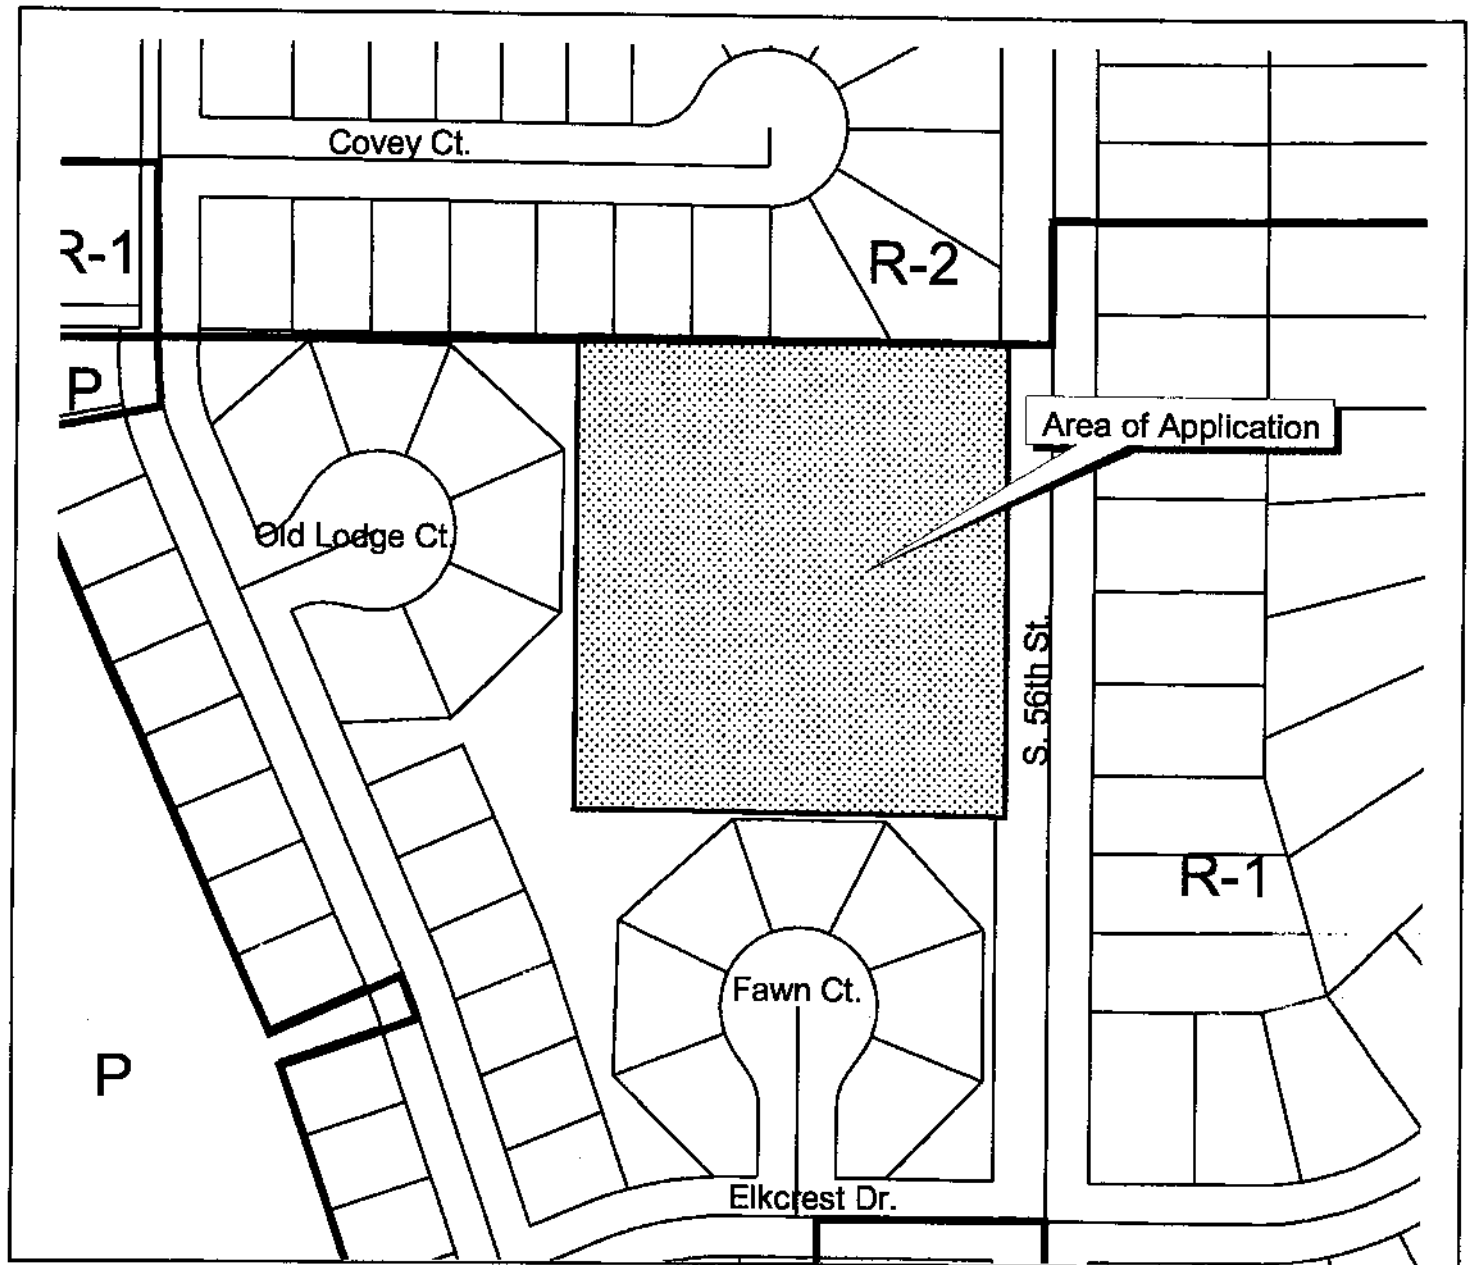 Covey Ct.
R-1
R-2
P
Area of Application
Old Lodge Ct.
S. 56th St.
R-1
Fawn Ct.
P
Elkcrest Dr.